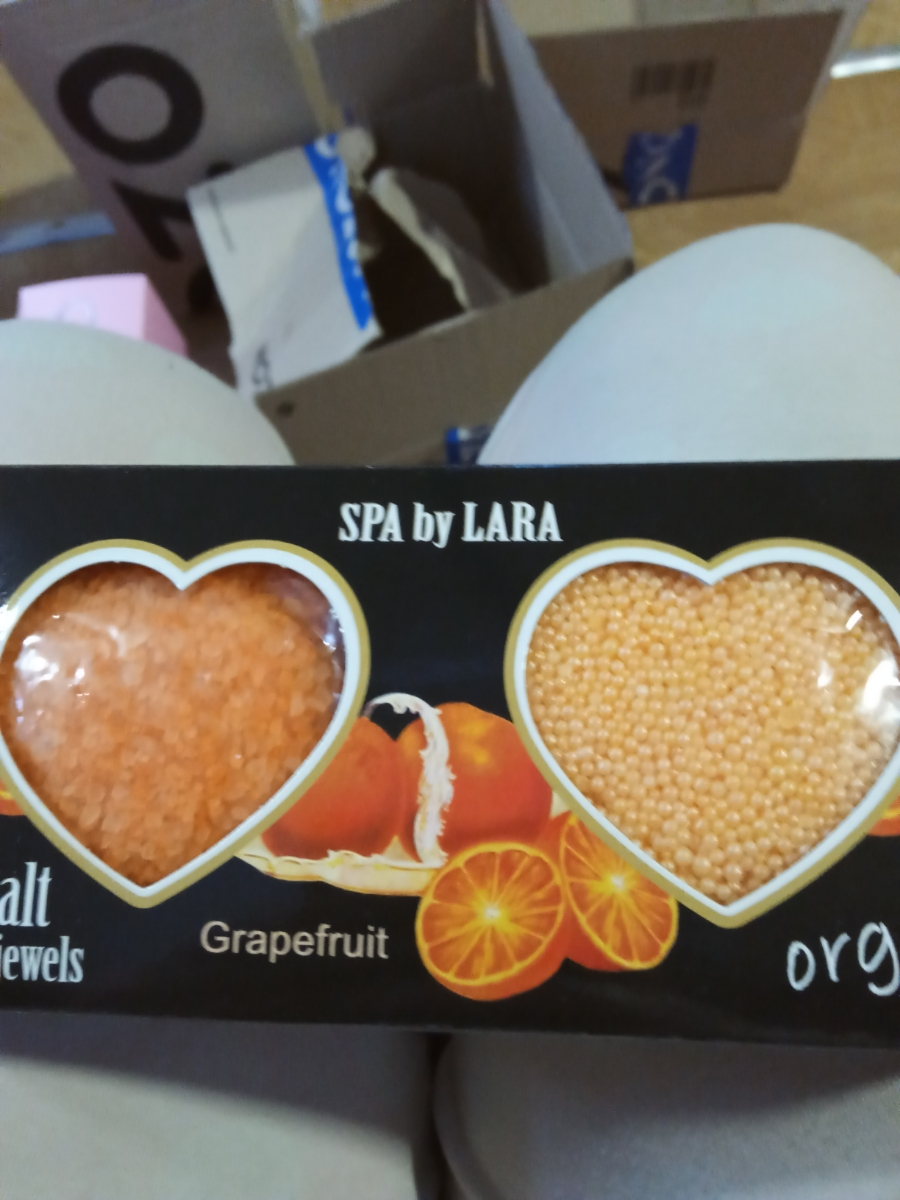 SPA by LARA
alt
jewels
Grapefruit
org